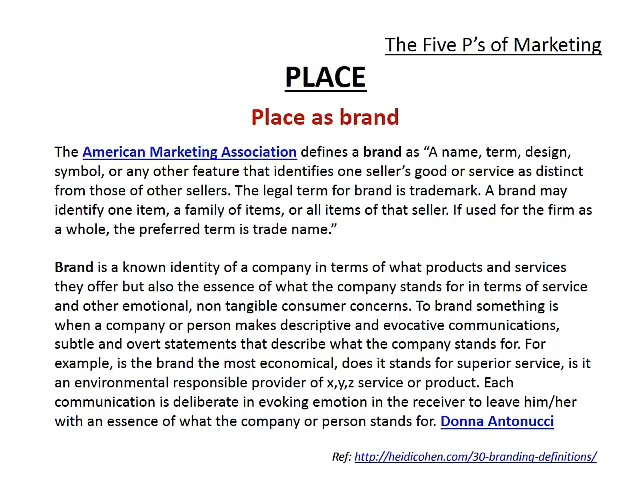 The Five P’s of Marketing
PLACE
Place as brand
The American Marketing Association defines a brand as “A name, term, design,
symbol, or any other feature that identifies one seller’s good or service as distinct
from those of other sellers. The legal term for brand is trademark. A brand may
identify one item, a family of items, or all items of that seller. If used for the firm as
a whole, the preferred term is trade name.”
Brand is a known identity of a company in terms of what products and services
they offer but also the essence of what the company stands for in terms of service
and other emotional, non tangible consumer concerns. To brand something is
when a company or person makes descriptive and evocative communications,
subtle and overt statements that describe what the company stands for. For
example, is the brand the most economical, does it stands for superior service, is it
an environmental responsible provider of x,y,z service or product. Each
communication is deliberate in evoking emotion in the receiver to leave him/her
with an essence of what the company or person stands for. Donna Antonucci
Ref: http://heidicohen.com/30-branding-definitions/